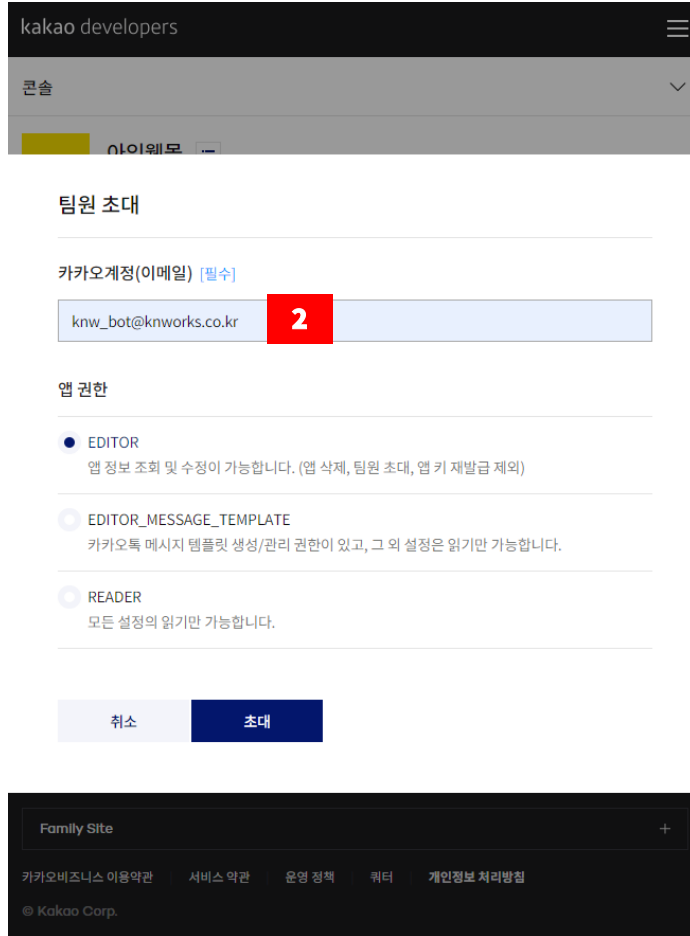 kakao developers
콘솔
아임웹몰
팀원 초대
카카오계정(이메일) [필수]
knw_bot@knworks.co.kr
2
앱 권한
EDITOR
앱 정보 조회 및 수정이 가능합니다. (앱 삭제, 팀원 초대, 앱 키 재발급 제외)
EDITOR_MESSAGE_TEMPLATE
카카오톡 메시지 템플릿 생성/관리 권한이 있고, 그 외 설정은 읽기만 가능합니다.
READER
모든 설정의 읽기만 가능합니다.
취소 초대
Family Site
카카오비즈니스 이용약관 서비스 약관 운영 정책 쿼터 개인정보 처리방침
© Kakao Corp.